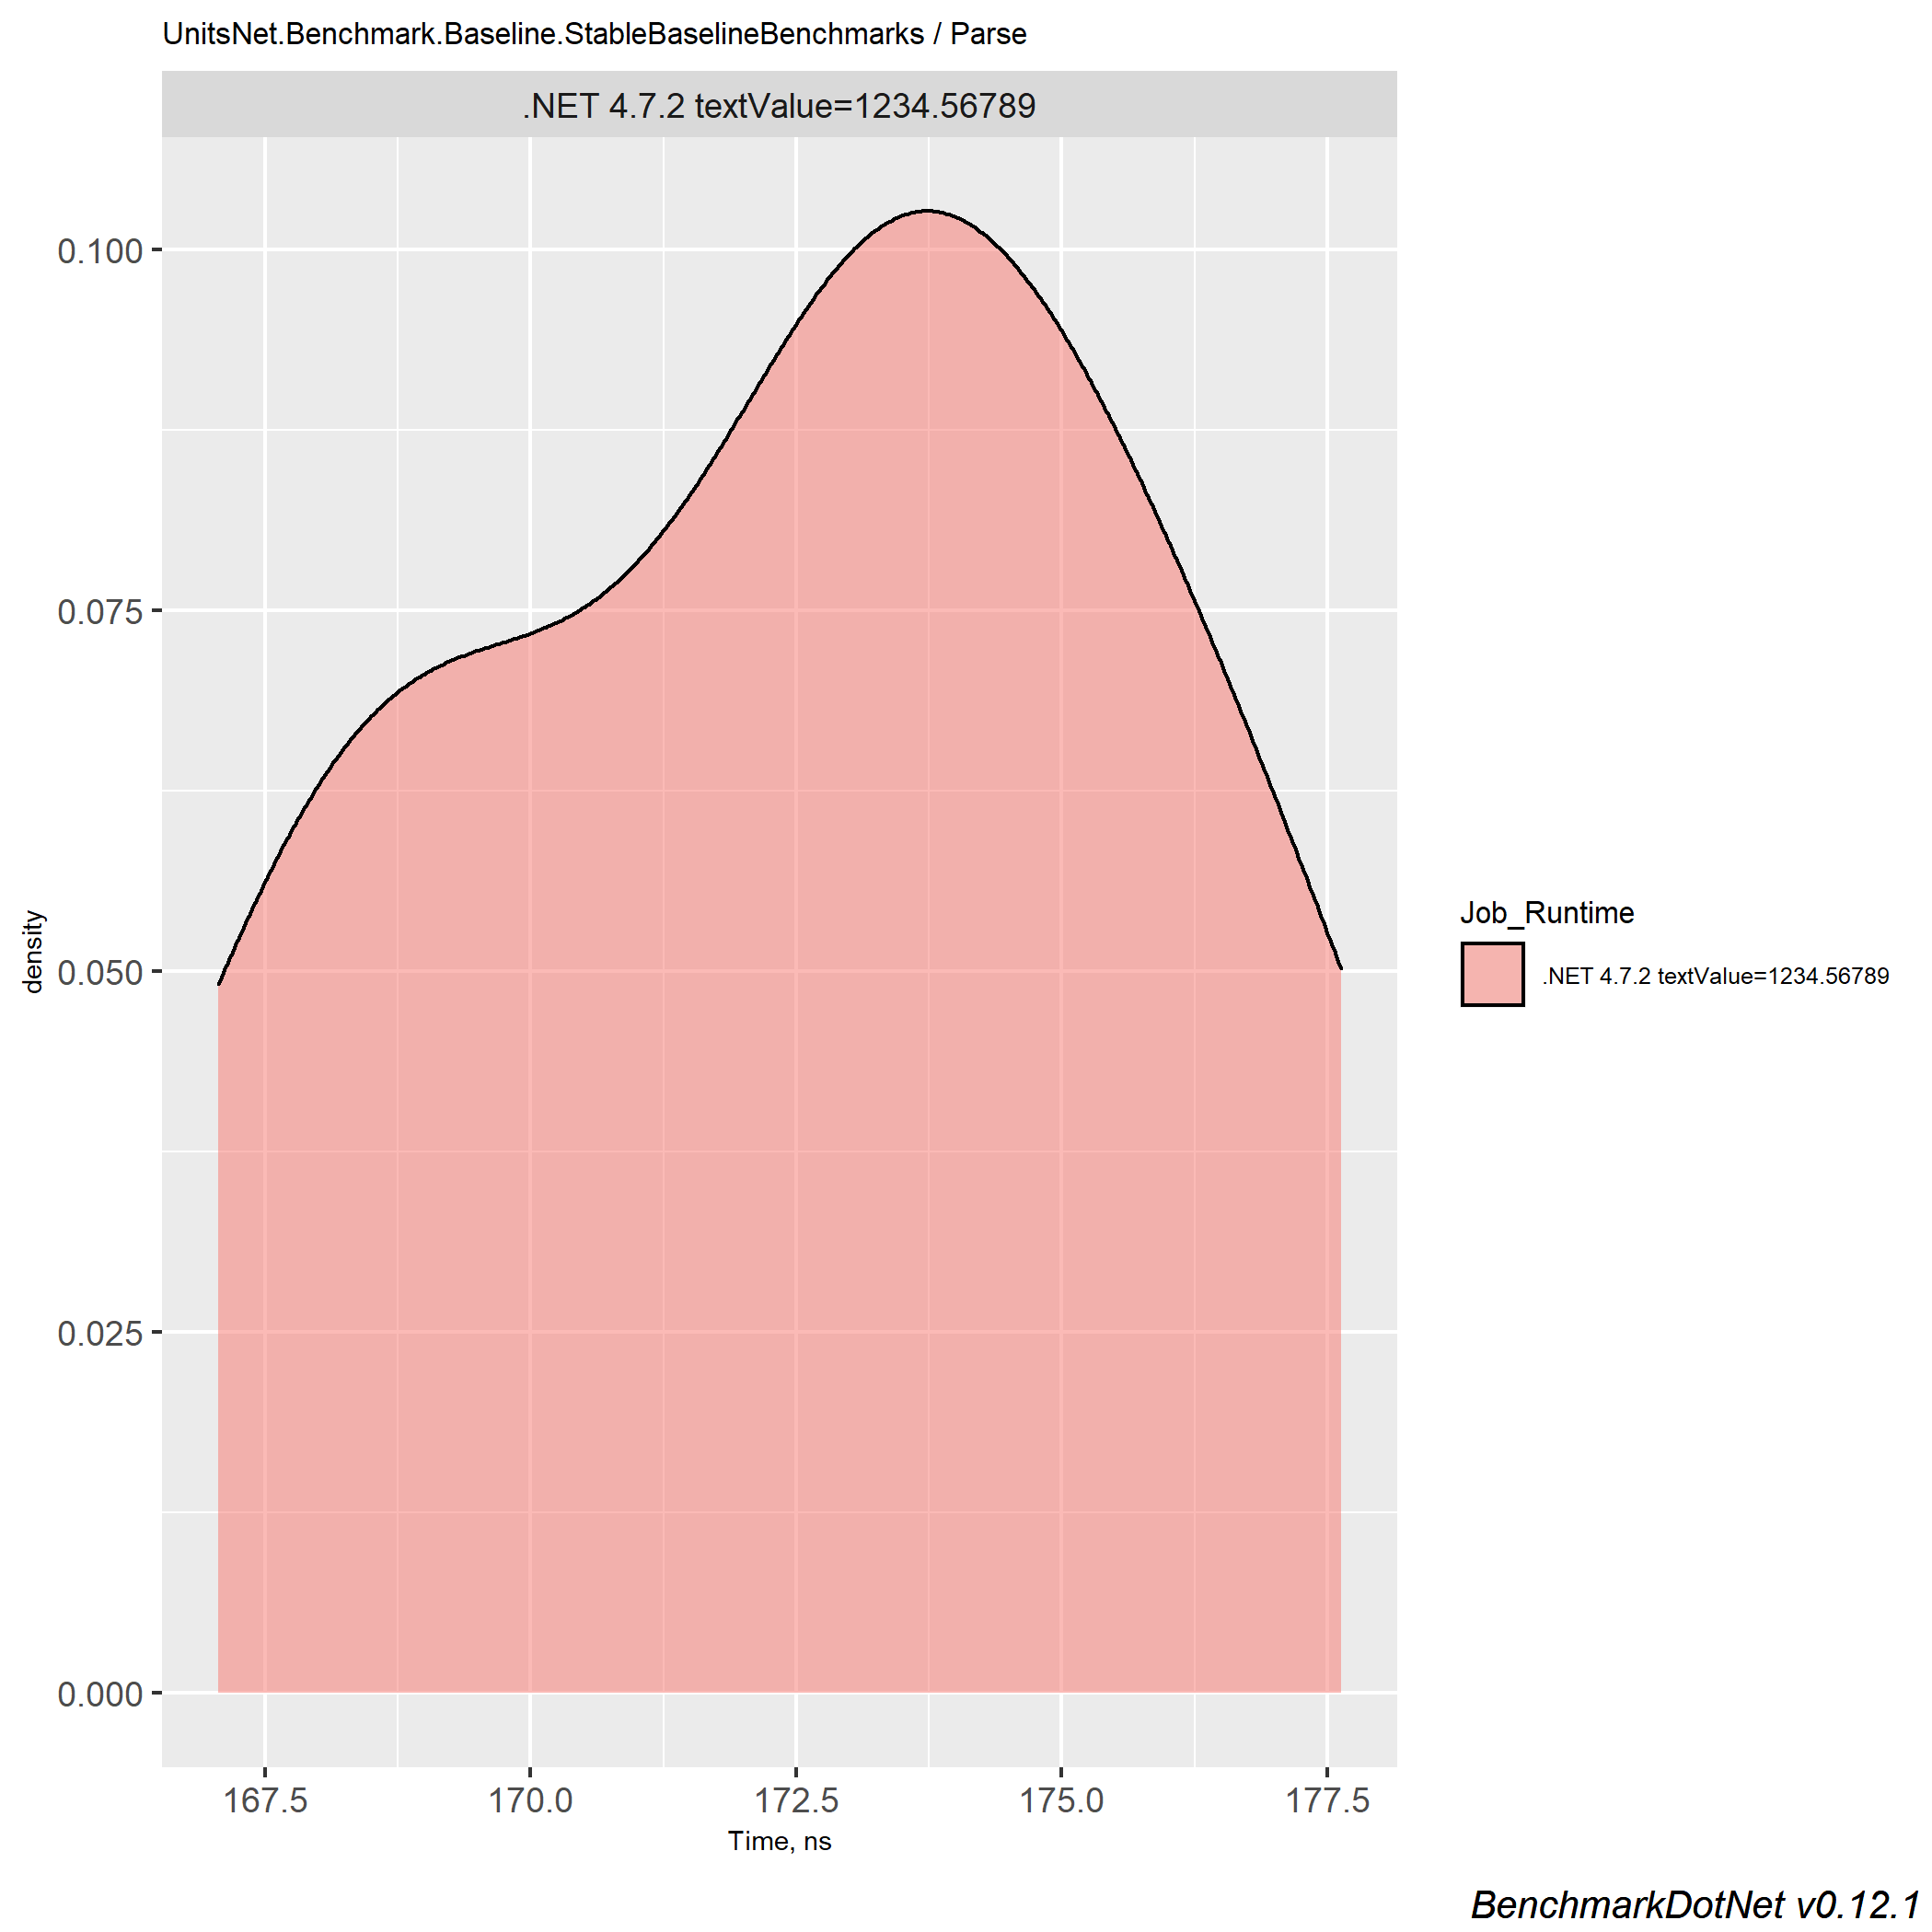 UnitsNet.Benchmark.Baseline.StableBaselineBenchmarks / Parse
.NET 4.7.2 textValue=1234.56789
0.100
0.075
0.050
0.025
0.000
density
167.5 170.0 172.5 175.0 177.5
Time, ns
Job_Runtime
.NET 4.7.2 textValue=1234.56789
BenchmarkDotNet v0.12.1